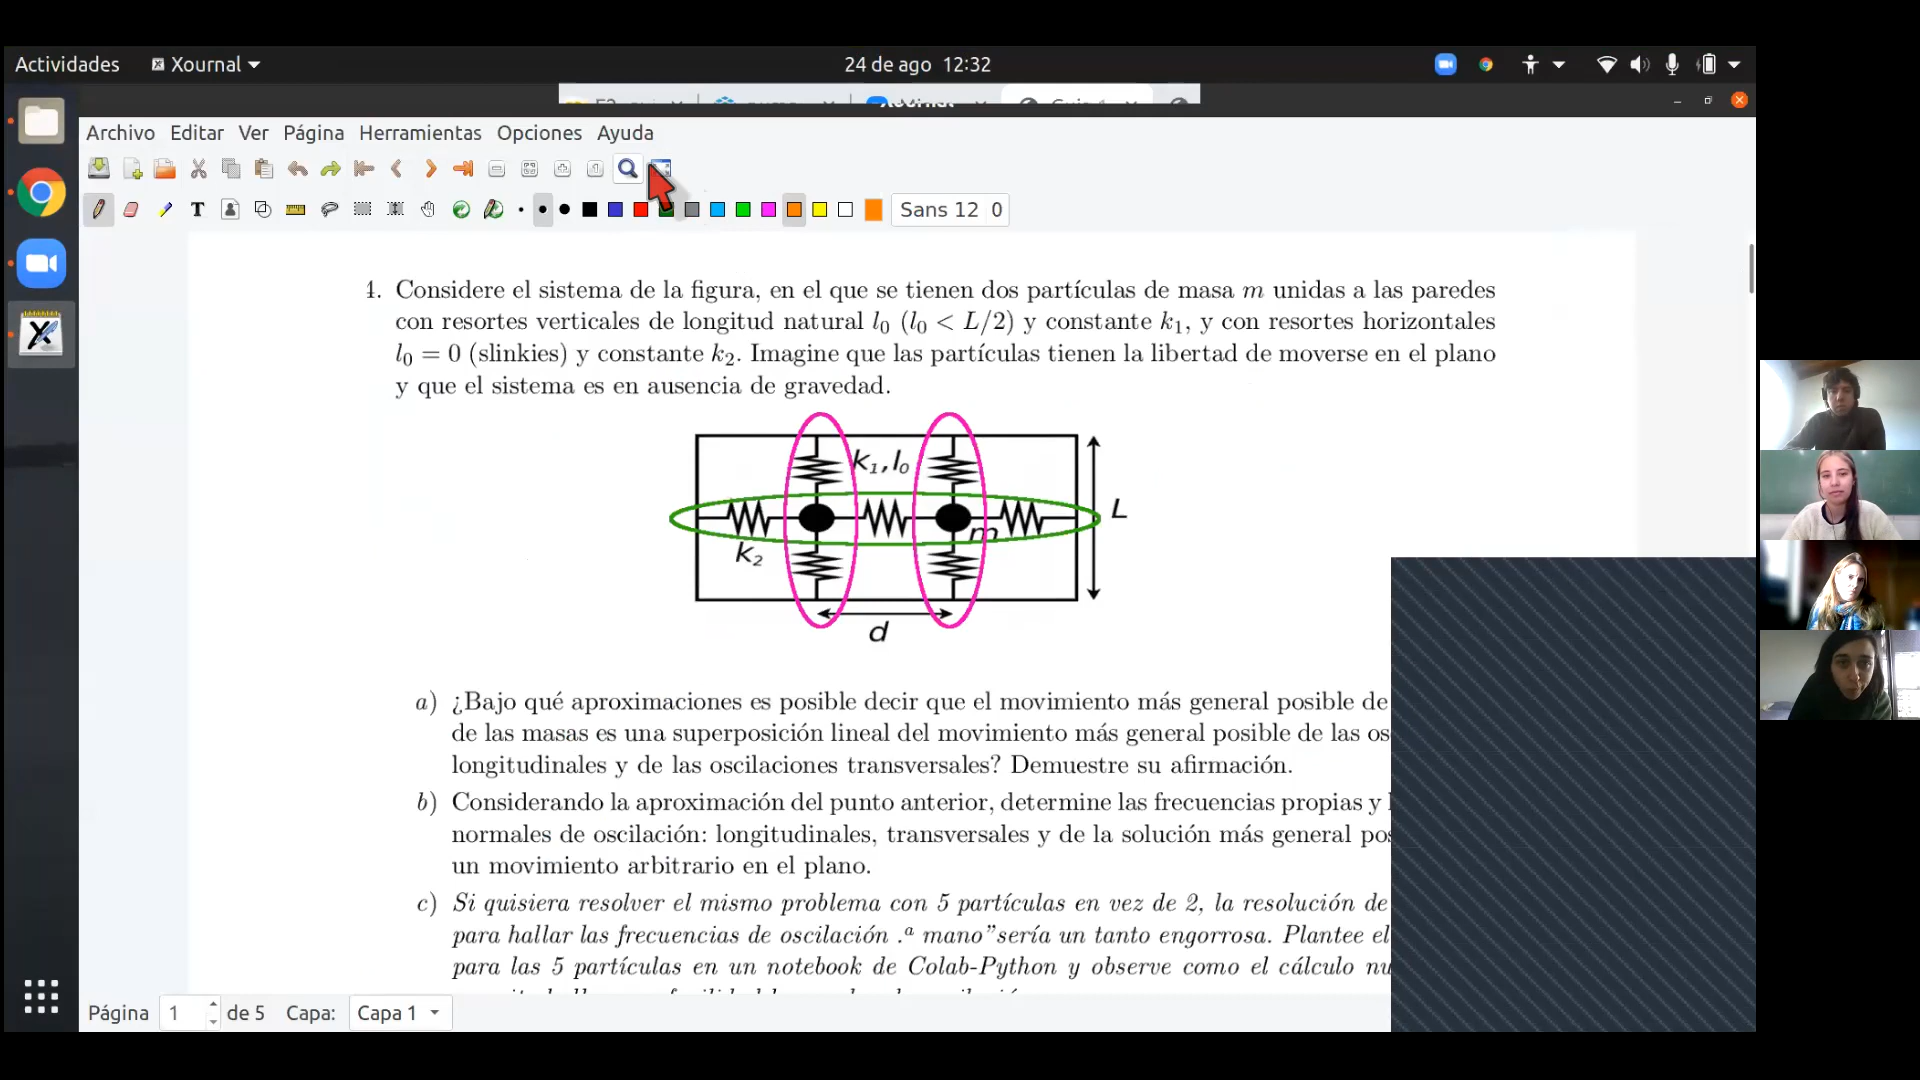 Actividades
Xournal
24 de ago 12:32
Archivo Editar Ver Página Herramientas Opciones Ayuda
T
Sans 12 0
4. Considere el sistema de la figura, en el que se tienen dos partículas de masa m unidas a las paredes
con resortes verticales de longitud natural l₀ (l₀ < L/2) y constante k₁, y con resortes horizontales
l₀ = 0 (slinkies) y constante k₂. Imagine que las partículas tienen la libertad de moverse en el plano
y que el sistema es en ausencia de gravedad.
k₁, l₀
L
m
k₂
d
a) ¿Bajo qué aproximaciones es posible decir que el movimiento más general posible de
de las masas es una superposición lineal del movimiento más general posible de las os
longitudinales y de las oscilaciones transversales? Demuestre su afirmación.
b) Considerando la aproximación del punto anterior, determine las frecuencias propias y
normales de oscilación: longitudinales, transversales y de la solución más general pos
un movimiento arbitrario en el plano.
c) Si quisiera resolver el mismo problema con 5 partículas en vez de 2, la resolución de
para hallar las frecuencias de oscilación .ª mano"sería un tanto engorrosa. Plantee el
para las 5 partículas en un notebook de Colab-Python y observe como el cálculo nu
Página 1 de 5 Capa: Capa 1